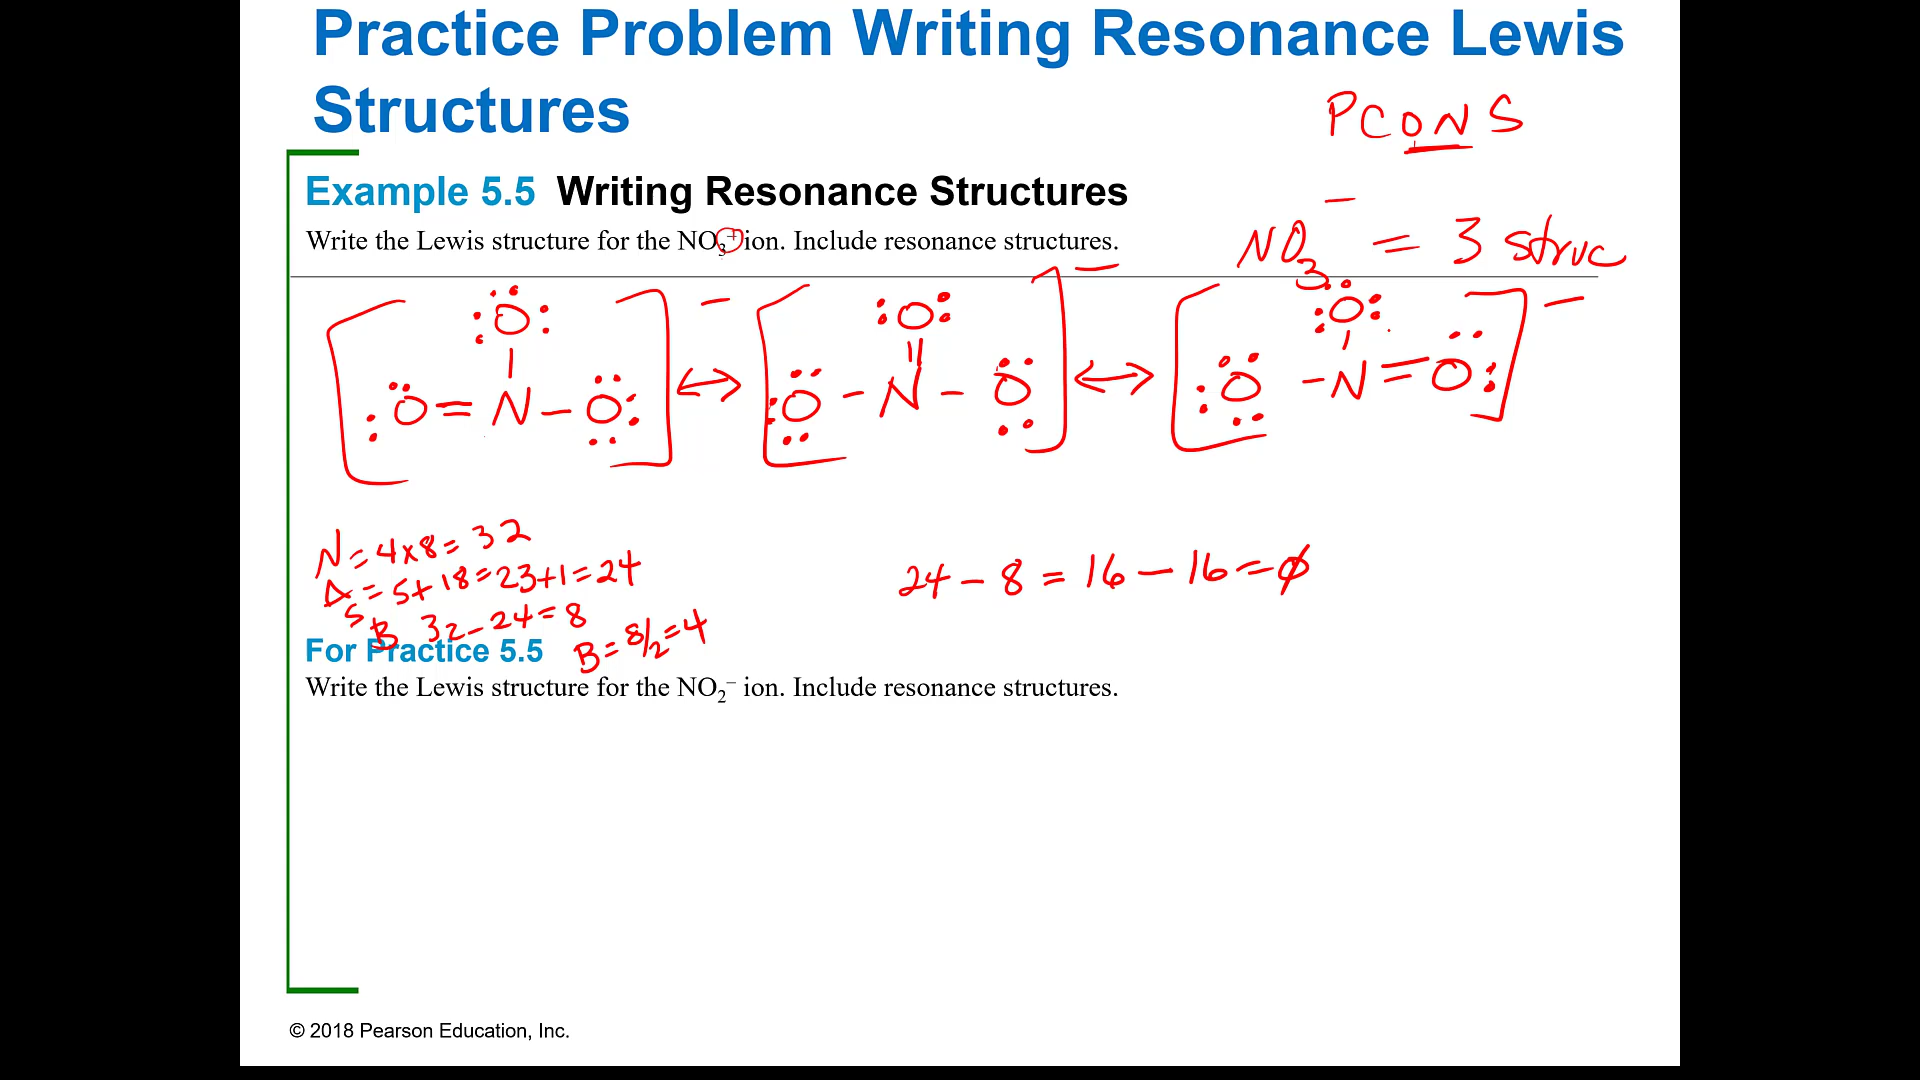 Practice Problem Writing Resonance Lewis
Structures
PCONS
Example 5.5 Writing Resonance Structures
Write the Lewis structure for the NO₃⁺ ion. Include resonance structures.
NO₃⁻ = 3 struc
[O=N-O]⁻ ↔ [O-N-O]⁻ ↔ [O-N=O]⁻
O O O
N = 4x8 = 32
A = 5+18=23+1=24
S
B 32-24=8
B = 8/2 = 4
24 - 8 = 16 - 16 = ∅
For Practice 5.5
Write the Lewis structure for the NO₂⁻ ion. Include resonance structures.
© 2018 Pearson Education, Inc.